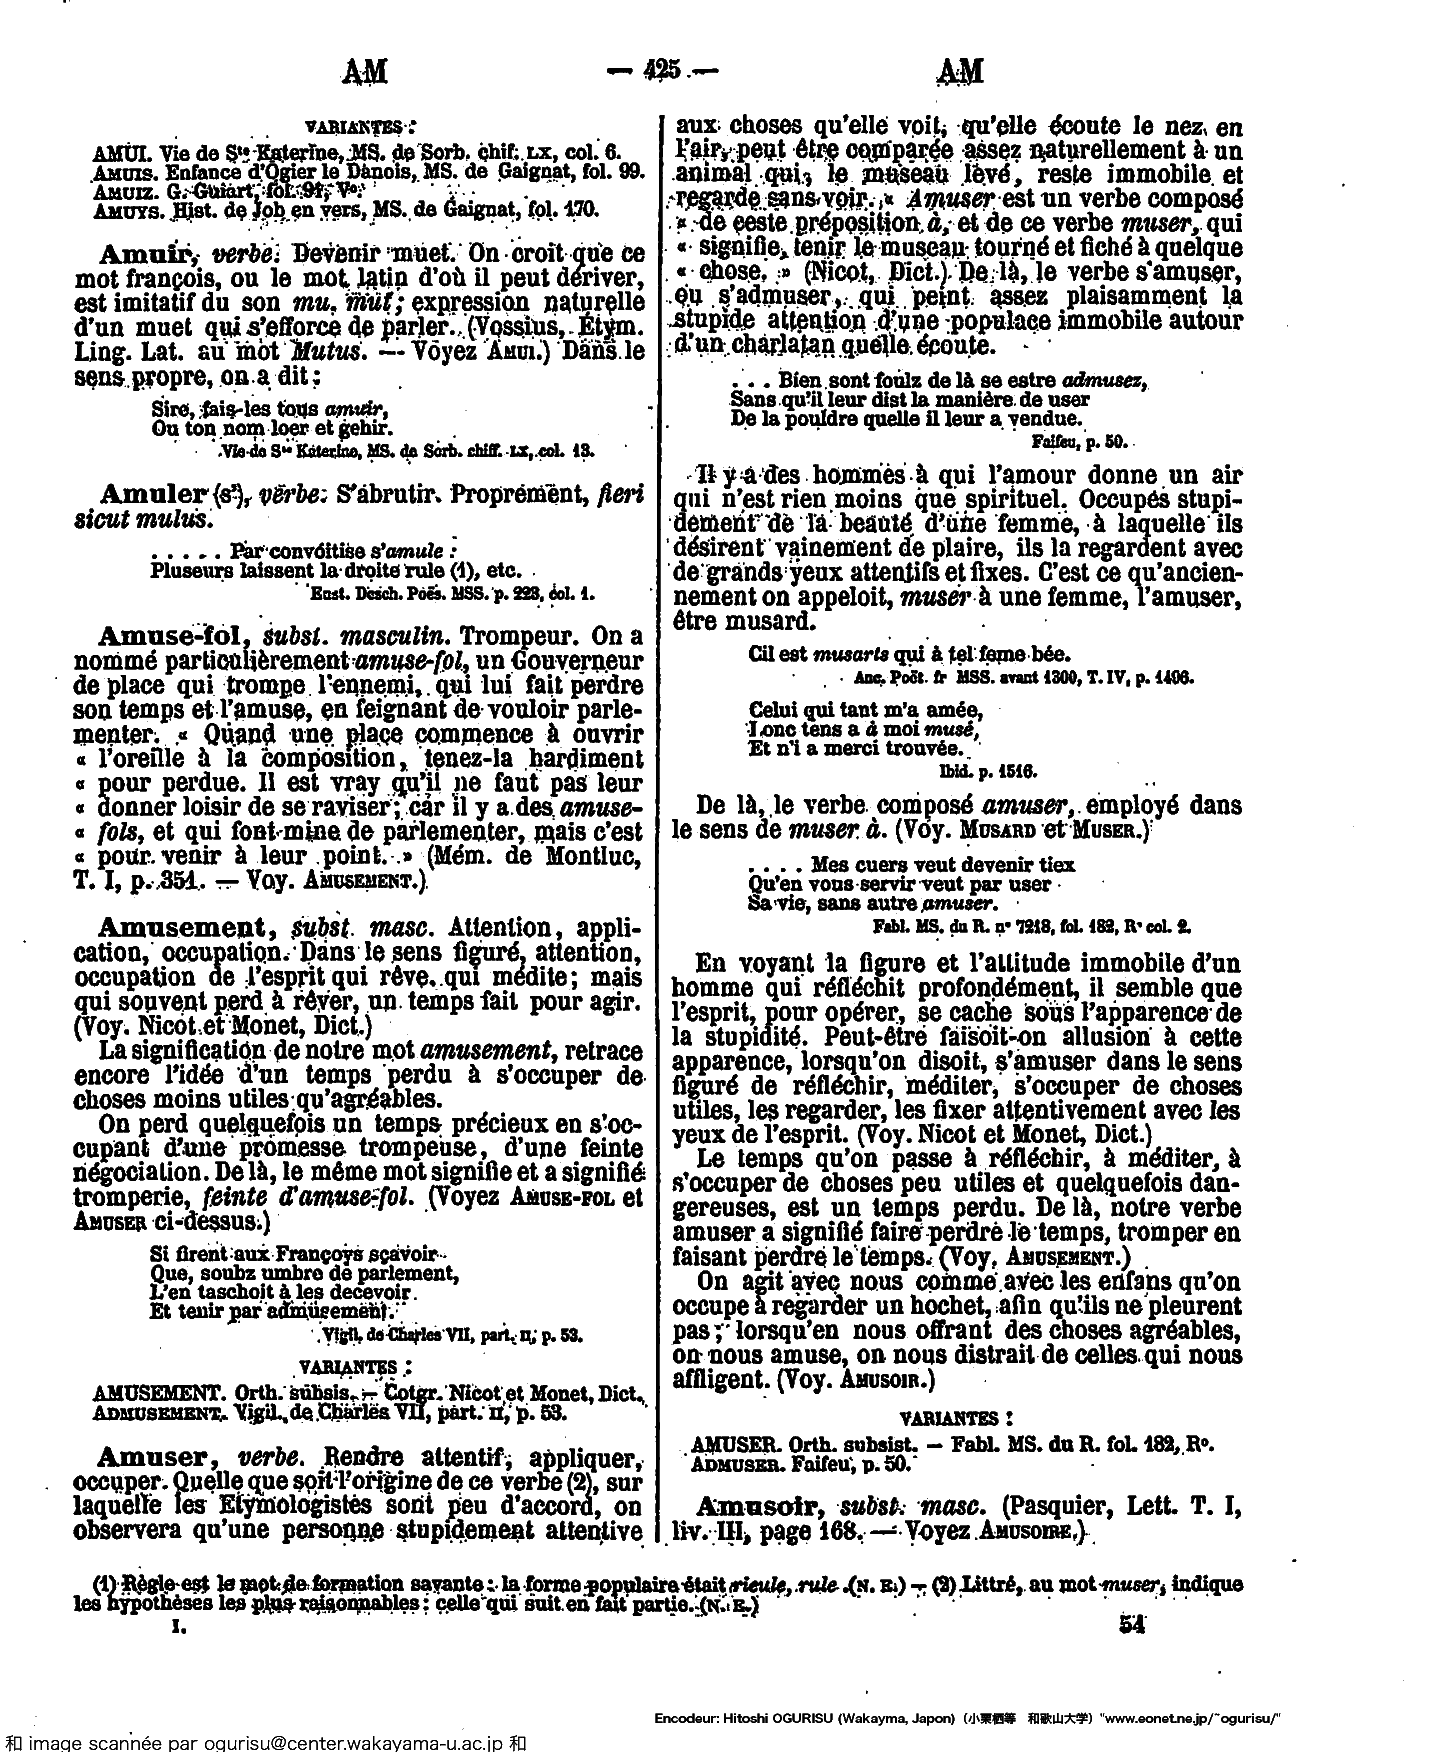 AM
— 425 —
AM
VARIANTES :
AMUI. Vie de Ste Katerine, MS. de Sorb. chif. LX, col. 6.
AMUIS. Enfance d'Ogier le Danois, MS. de Gaignat, fol. 99.
AMUIZ. G. Guiart, fol. 91, Vo.
AMUYS. Hist. de Job en vers, MS. de Gaignat, fol. 170.
Amuir, verbe. Devenir muet. On croit que ce
mot françois, ou le mot latin d'où il peut dériver,
est imitatif du son mu, mut; expression naturelle
d'un muet qui s'efforce de parler. (Vossius, Étym.
Ling. Lat. au mot Mutus. — Voyez AMUI.) Dans le
sens propre, on a dit :
Sire, fais-les tous amuir,
Ou ton nom loer et gehir.
Vie de Ste Katerine, MS. de Sorb. chiff. LX, col. 13.
Amuler (s'), verbe. S'abrutir. Proprement, fieri
sicut mulus.
. . . . . Par convoitise s'amule :
Pluseurs laissent la droite rule (1), etc.
Eust. Desch. Poës. MSS. p. 223, col. 1.
Amuse-fol, subst. masculin. Trompeur. On a
nommé particulièrement amuse-fol, un Gouverneur
de place qui trompe l'ennemi, qui lui fait perdre
son temps et l'amuse, en feignant de vouloir parle-
menter. « Quand une place commence à ouvrir
« l'oreille à la composition, tenez-la hardiment
« pour perdue. Il est vray qu'il ne faut pas leur
« donner loisir de se raviser; car il y a des amuse-
« fols, et qui font mine de parlementer, mais c'est
« pour venir à leur point. » (Mém. de Montluc,
T. I, p. 351. — Voy. AMUSEMENT.)
Amusement, subst. masc. Attention, appli-
cation, occupation. Dans le sens figuré, attention,
occupation de l'esprit qui rêve, qui médite; mais
qui souvent perd à rêver, un temps fait pour agir.
(Voy. Nicot et Monet, Dict.)
La signification de notre mot amusement, retrace
encore l'idée d'un temps perdu à s'occuper de
choses moins utiles qu'agréables.
On perd quelquefois un temps précieux en s'oc-
cupant d'une promesse trompeuse, d'une feinte
négociation. De là, le même mot signifie et a signifié
tromperie, feinte d'amuse-fol. (Voyez AMUSE-FOL et
AMUSER ci-dessus.)
Si firent aux Françoys sçavoir
Que, soubz umbre de parlement,
L'en taschoit à les decevoir
Et tenir par admusement.
Vigil. de Charles VII, part. II, p. 53.
VARIANTES :
AMUSEMENT. Orth. subsis. — Cotgr. Nicot et Monet, Dict.
ADMUSEMENT. Vigil. de Charles VII, part. II, p. 53.
Amuser, verbe. Rendre attentif, appliquer,
occuper. Quelle que soit l'origine de ce verbe (2), sur
laquelle les Etymologistes sont peu d'accord, on
observera qu'une personne stupidement attentive
aux choses qu'elle voit, qu'elle écoute le nez en
l'air, peut être comparée assez naturellement à un
animal qui, le museau levé, reste immobile et
regarde sans voir. « Amuser est un verbe composé
« de ceste préposition à, et de ce verbe muser, qui
« signifie, tenir le museau tourné et fiché à quelque
« chose. » (Nicot, Dict.) De là, le verbe s'amuser,
ou s'admuser, qui peint assez plaisamment la
stupide attention d'une populace immobile autour
d'un charlatan quelle écoute.
. . . Bien sont foulz de là se estre admusez,
Sans qu'il leur dist la manière de user
De la pouldre quelle il leur a vendue.
Faifeu, p. 50.
Il y a des hommes à qui l'amour donne un air
qui n'est rien moins que spirituel. Occupés stupi-
dement de la beauté d'une femme, à laquelle ils
désirent vainement de plaire, ils la regardent avec
de grands yeux attentifs et fixes. C'est ce qu'ancien-
nement on appeloit, muser à une femme, l'amuser,
être musard.
Cil est musarts qui à tel feme bée.
Anc. Poët. fr MSS. avant 1300, T. IV, p. 1406.
Celui qui tant m'a amée,
Lonc tens a à moi musé,
Et n'i a merci trouvée.
Ibid. p. 1516.
De là, le verbe composé amuser, employé dans
le sens de muser à. (Voy. MUSARD et MUSER.)
. . . . Mes cuers veut devenir tiex
Qu'en vous servir veut par user
Sa vie, sans autre amuser.
Fabl. MS. du R. no 7218, fol. 182, Ro col. 2.
En voyant la figure et l'attitude immobile d'un
homme qui réfléchit profondément, il semble que
l'esprit, pour opérer, se cache sous l'apparence de
la stupidité. Peut-être faisoit-on allusion à cette
apparence, lorsqu'on disoit, s'amuser dans le sens
figuré de réfléchir, méditer, s'occuper de choses
utiles, les regarder, les fixer attentivement avec les
yeux de l'esprit. (Voy. Nicot et Monet, Dict.)
Le temps qu'on passe à réfléchir, à méditer, à
s'occuper de choses peu utiles et quelquefois dan-
gereuses, est un temps perdu. De là, notre verbe
amuser a signifié faire perdre le temps, tromper en
faisant perdre le temps. (Voy. AMUSEMENT.)
On agit avec nous comme avec les enfans qu'on
occupe à regarder un hochet, afin qu'ils ne pleurent
pas; lorsqu'en nous offrant des choses agréables,
on nous amuse, on nous distrait de celles qui nous
affligent. (Voy. AMUSOIR.)
VARIANTES :
AMUSER. Orth. subsist. — Fabl. MS. du R. fol. 182, Ro.
ADMUSER. Faifeu, p. 50.
Amusoir, subst. masc. (Pasquier, Lett. T. I,
liv. III, page 168. — Voyez AMUSOIRE.)
(1) Règle est le mot de formation savante : la forme populaire était rieule, rule (N. E.) — (2) Littré, au mot muser, indique
les hypothèses les plus raisonnables : celle qui suit en fait partie. (N. E.)
I.
54
Encodeur: Hitoshi OGURISU (Wakayma, Japon) (小栗栖等 和歌山大学) "www.eonet.ne.jp/~ogurisu/"
和 image scannée par ogurisu@center.wakayama-u.ac.jp 和